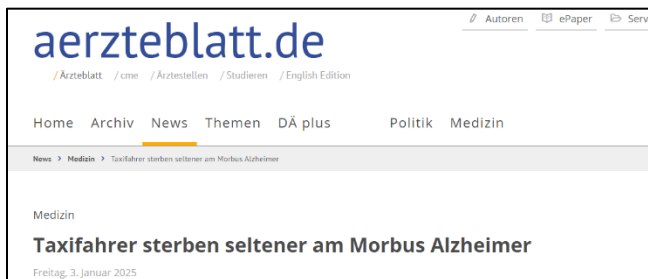 Autoren ePaper
aerzteblatt.de
/ Ärzteblatt / cme / Ärztestellen / Studieren / English Edition
Home Archiv News Themen DÄ plus Politik Medizin
News > Medizin > Taxifahrer sterben seltener am Morbus Alzheimer
Medizin
Taxifahrer sterben seltener am Morbus Alzheimer
Freitag, 3. Januar 2025